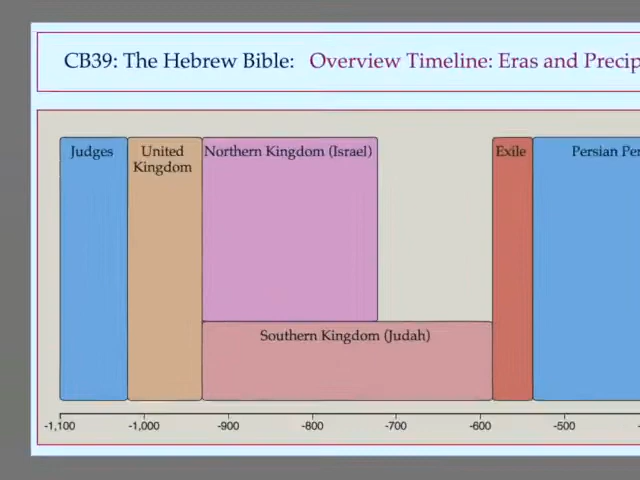 CB39: The Hebrew Bible: Overview Timeline: Eras and Precip
Judges
United
Kingdom
Northern Kingdom (Israel)
Exile
Persian Per
Southern Kingdom (Judah)
-1,100 -1,000 -900 -800 -700 -600 -500